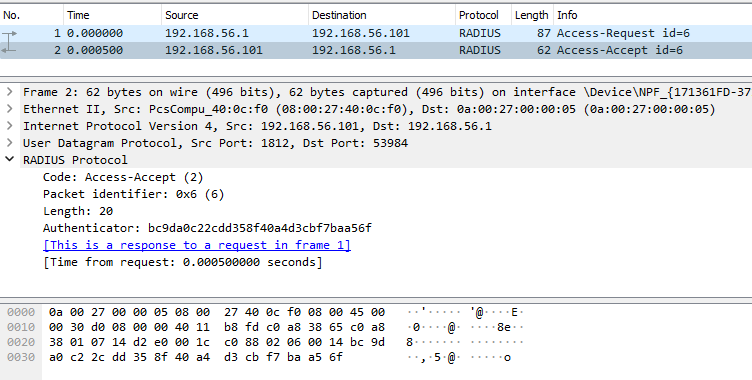 No. Time Source Destination Protocol Length Info
1 0.000000 192.168.56.1 192.168.56.101 RADIUS 87 Access-Request id=6
2 0.000500 192.168.56.101 192.168.56.1 RADIUS 62 Access-Accept id=6
Frame 2: 62 bytes on wire (496 bits), 62 bytes captured (496 bits) on interface \Device\NPF_{171361FD-37
Ethernet II, Src: PcsCompu_40:0c:f0 (08:00:27:40:0c:f0), Dst: 0a:00:27:00:00:05 (0a:00:27:00:00:05)
Internet Protocol Version 4, Src: 192.168.56.101, Dst: 192.168.56.1
User Datagram Protocol, Src Port: 1812, Dst Port: 53984
RADIUS Protocol
Code: Access-Accept (2)
Packet identifier: 0x6 (6)
Length: 20
Authenticator: bc9da0c22cdd358f40a4d3cbf7baa56f
[This is a response to a request in frame 1]
[Time from request: 0.000500000 seconds]
0000 0a 00 27 00 00 05 08 00 27 40 0c f0 08 00 45 00 ··'····· '@····E·
0010 00 30 d0 08 00 00 40 11 b8 fd c0 a8 38 65 c0 a8 ·0····@· ····8e··
0020 38 01 07 14 d2 e0 00 1c c0 88 02 06 00 14 bc 9d 8······· ········
0030 a0 c2 2c dd 35 8f 40 a4 d3 cb f7 ba a5 6f ··,·5·@· ·····o